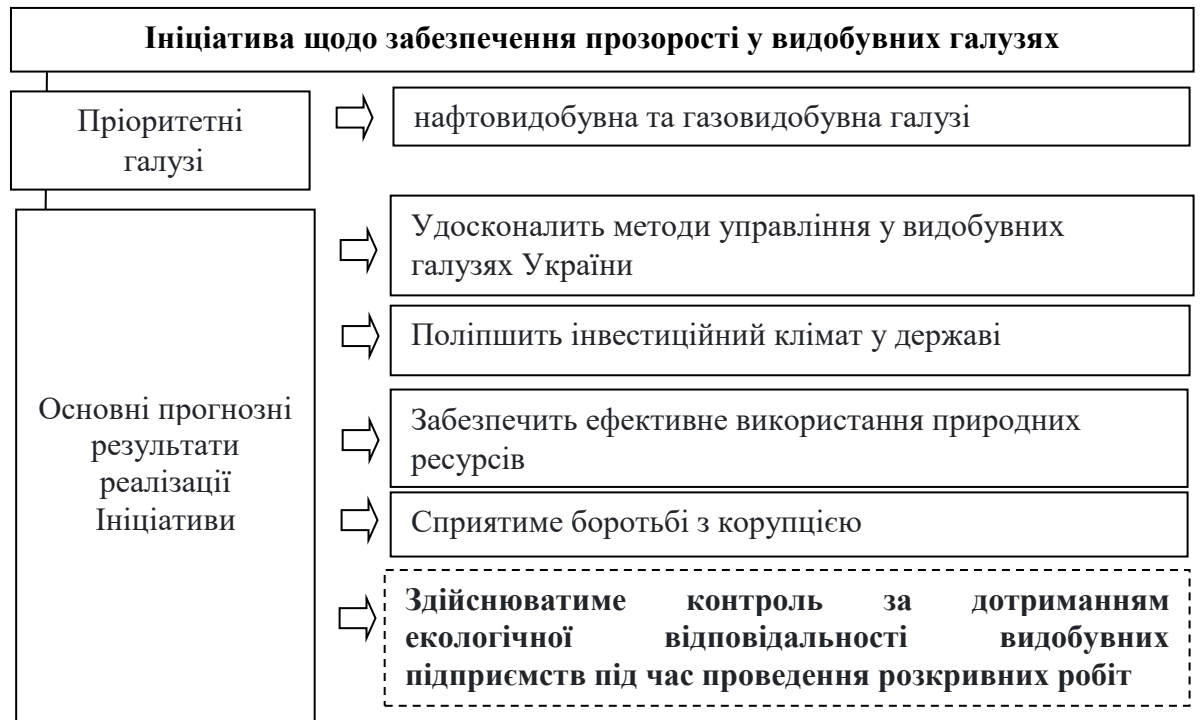 Ініціатива щодо забезпечення прозорості у видобувних галузях
Пріоритетні
галузі
нафтовидобувна та газовидобувна галузі
Основні прогнозні
результати
реалізації
Ініціативи
Удосконалить методи управління у видобувних
галузях України
Поліпшить інвестиційний клімат у державі
Забезпечить ефективне використання природних
ресурсів
Сприятиме боротьбі з корупцією
Здійснюватиме контроль за дотриманням
екологічної відповідальності видобувних
підприємств під час проведення розкривних робіт